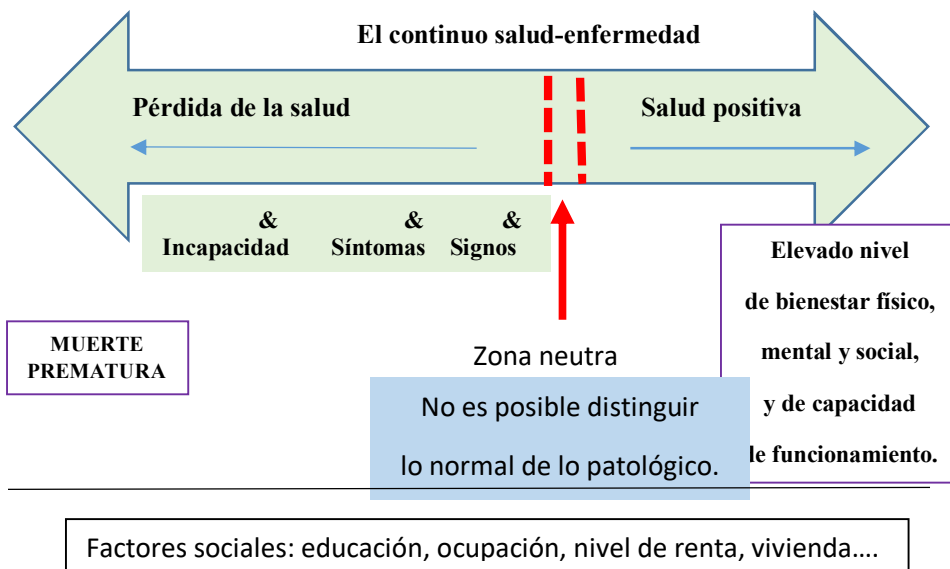 El continuo salud-enfermedad
Pérdida de la salud
Salud positiva
& & &
Incapacidad Síntomas Signos
Elevado nivel
de bienestar físico,
mental y social,
y de capacidad
de funcionamiento.
MUERTE
PREMATURA
Zona neutra
No es posible distinguir
lo normal de lo patológico.
Factores sociales: educación, ocupación, nivel de renta, vivienda....